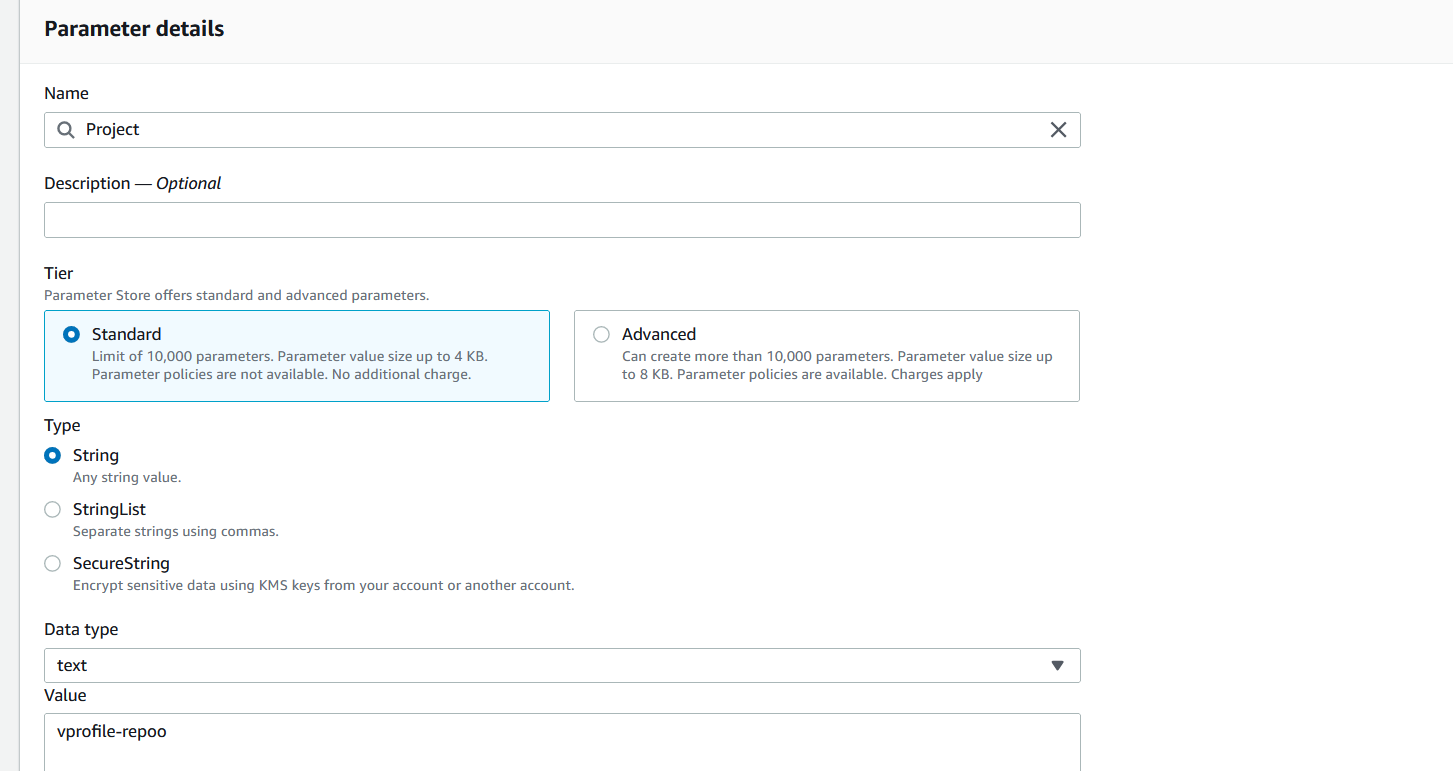 Parameter details
Name
Project
Description — Optional
Tier
Parameter Store offers standard and advanced parameters.
Standard
Limit of 10,000 parameters. Parameter value size up to 4 KB.
Parameter policies are not available. No additional charge.
Advanced
Can create more than 10,000 parameters. Parameter value size up
to 8 KB. Parameter policies are available. Charges apply
Type
String
Any string value.
StringList
Separate strings using commas.
SecureString
Encrypt sensitive data using KMS keys from your account or another account.
Data type
text
Value
vprofile-repoo